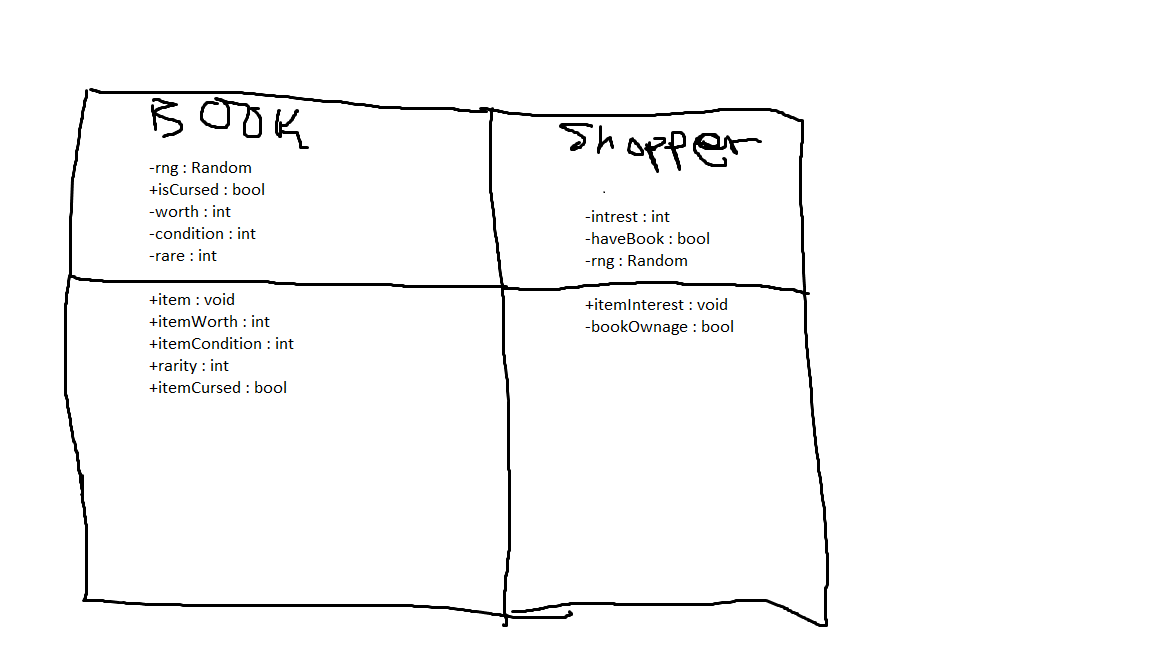 BOOK
-rng : Random
+isCursed : bool
-worth : int
-condition : int
-rare : int
+item : void
+itemWorth : int
+itemCondition : int
+rarity : int
+itemCursed : bool
Shopper
-intrest : int
-haveBook : bool
-rng : Random
+itemInterest : void
-bookOwnage : bool